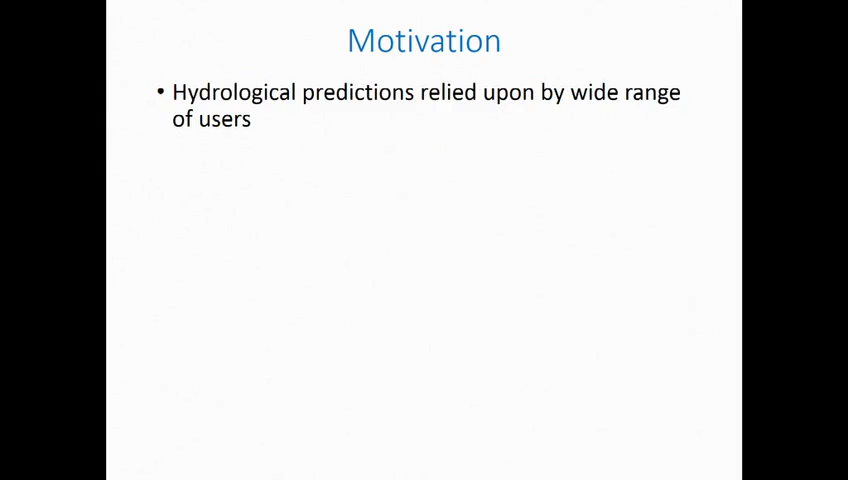 Motivation
• Hydrological predictions relied upon by wide range
of users